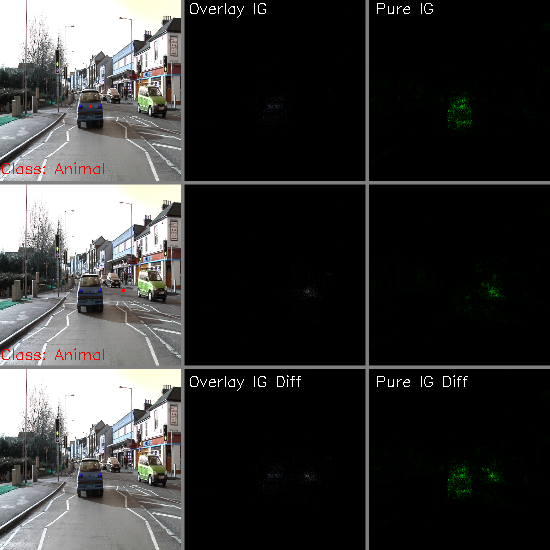 Overlay IG
Pure IG
Class: Animal
Class: Animal
Overlay IG Diff
Pure IG Diff